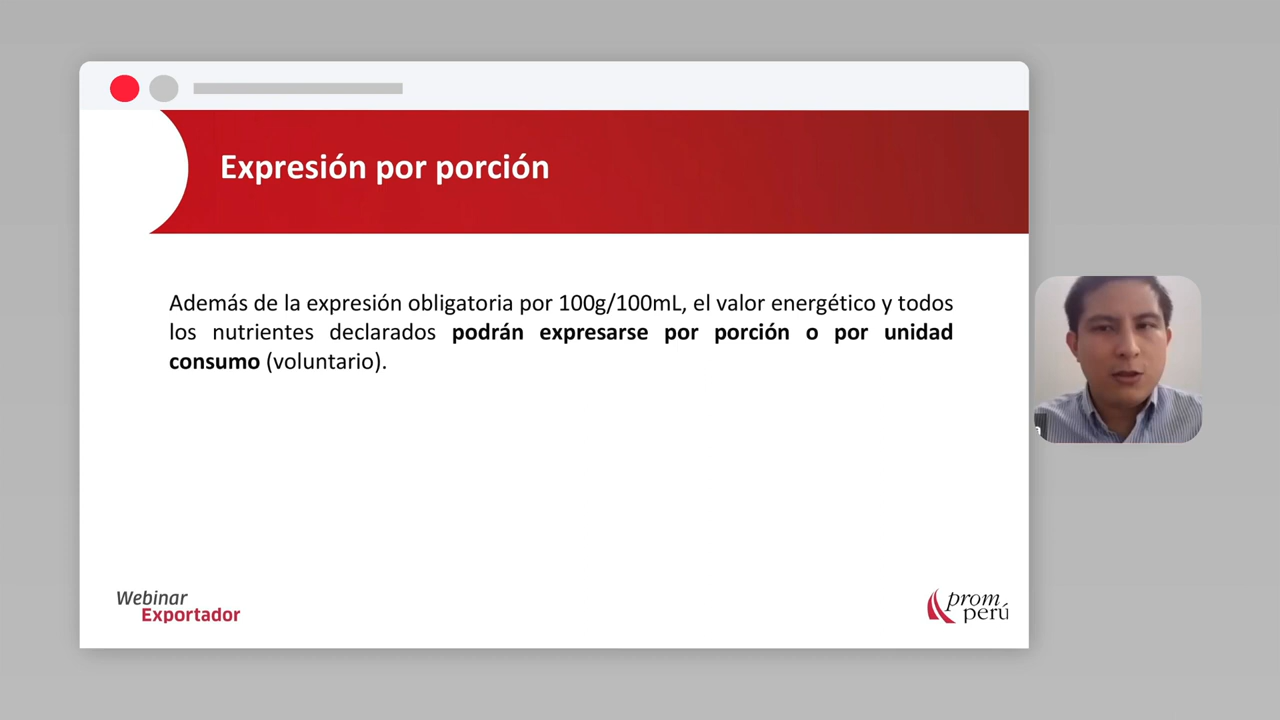 Expresión por porción
Además de la expresión obligatoria por 100g/100mL, el valor energético y todos
los nutrientes declarados podrán expresarse por porción o por unidad
consumo (voluntario).
Webinar
Exportador
prom
perú